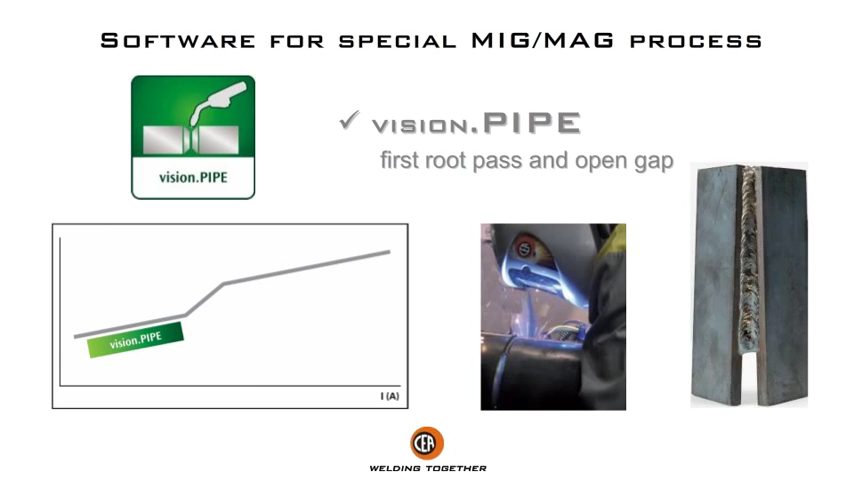 SOFTWARE FOR SPECIAL MIG/MAG PROCESS
✓ VISION.PIPE
first root pass and open gap
vision.PIPE
vision.PIPE
I (A)
CEA
WELDING TOGETHER